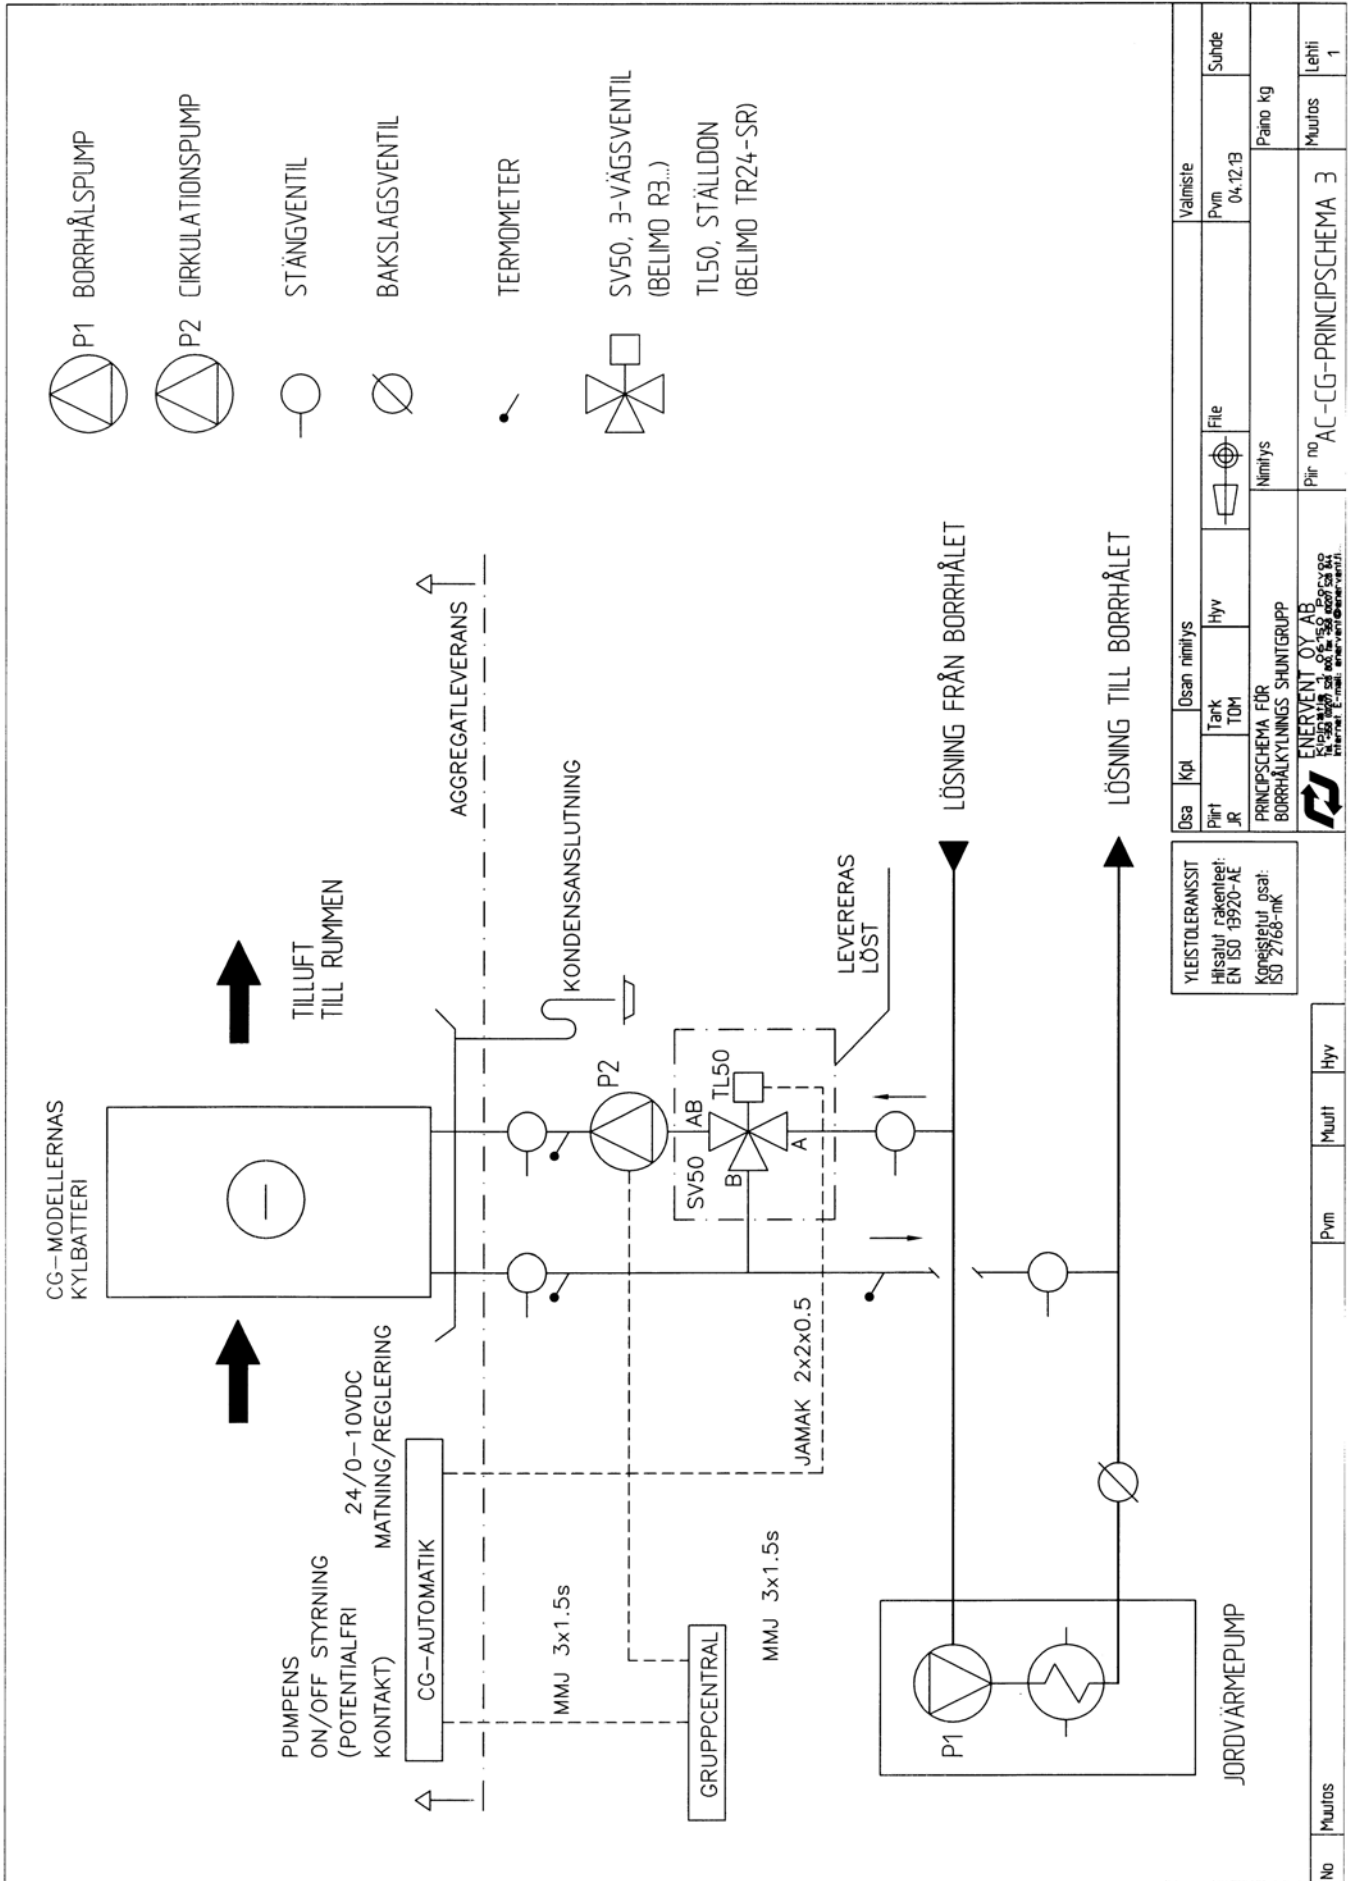 CG-MODELLERNAS
KYLBATTERI
TILLUFT
TILL RUMMEN
PUMPENS
ON/OFF STYRNING
(POTENTIALFRI
KONTAKT)
24/0-10VDC
MATNING/REGLERING
CG-AUTOMATIK
AGGREGATLEVERANS
KONDENSANSLUTNING
MMJ 3x1.5s
P2
AB
TL50
SV50
B
A
GRUPPCENTRAL
MMJ 3x1.5s
JAMAK 2x2x0.5
LEVERERAS
LÖST
P1
LÖSNING FRÅN BORRHÅLET
LÖSNING TILL BORRHÅLET
JORDVÄRMEPUMP
P1 BORRHÅLSPUMP
P2 CIRKULATIONSPUMP
STÄNGVENTIL
BAKSLAGSVENTIL
TERMOMETER
SV50, 3-VÄGSVENTIL
(BELIMO R3...)
TL50, STÄLLDON
(BELIMO TR24-SR)
YLEISTOLERANSSIT
Hitsatut rakenteet:
EN ISO 13920-AE
Koneistetut osat:
ISO 2768-mK
Osa Kpl Osan nimitys Valmiste
Piirt Tark Hyv File Pvm Suhde
JR TOM 04.12.13
PRINCIPSCHEMA FÖR
BORRHÅLKYLNINGS SHUNTGRUPP
Nimitys Paino kg
ENERVENT OY AB
Kipinätie 1, 06150 Porvoo
Piir no AC-CG-PRINCIPSCHEMA 3
Muutos Lehti
1
No Muutos Pvm Muutt Hyv